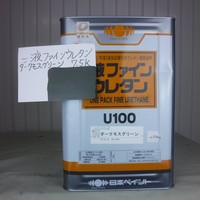 一液ファインウレタン
ダークモスグリーン 7.5K
液ファイン
ウレタン
ONE PACK FINE URETHANE
U100
ダークモスグリーン
日本ペイント